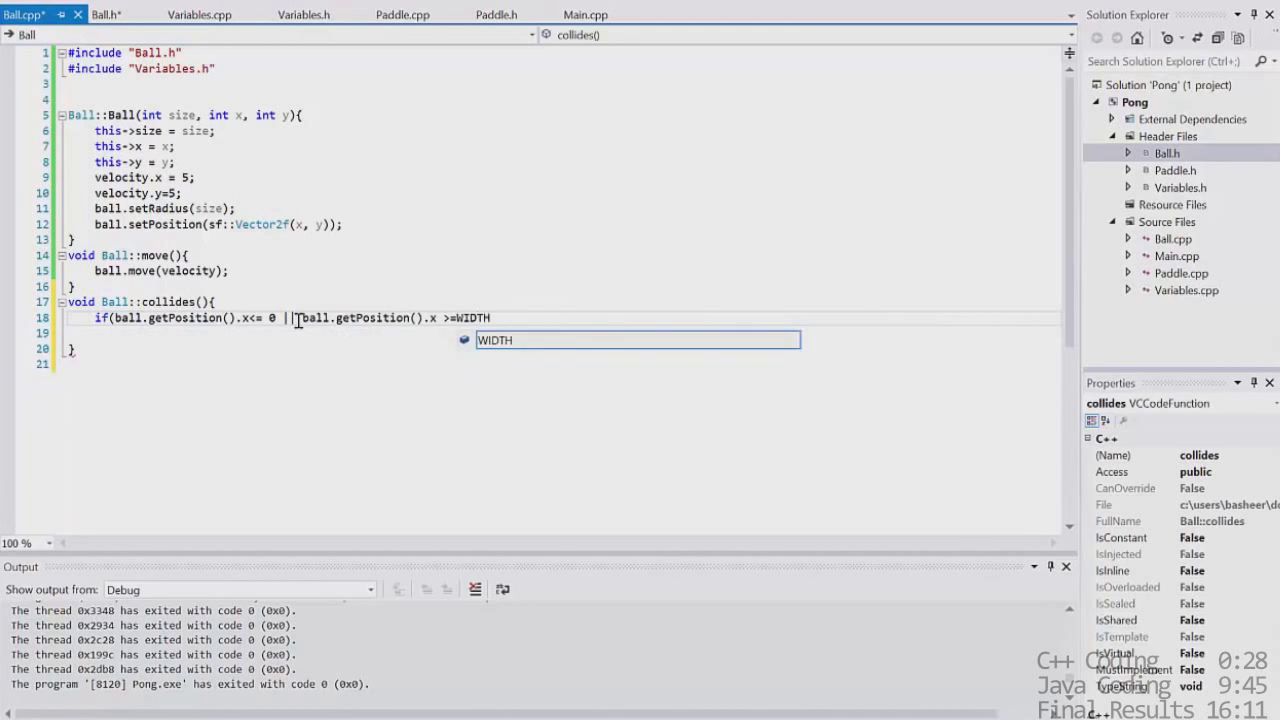 Ball.cpp* Ball.h* Variables.cpp Variables.h Paddle.cpp Paddle.h Main.cpp
Ball collides()
1 #include "Ball.h"
2 #include "Variables.h"
3
4
5 Ball::Ball(int size, int x, int y){
6 this->size = size;
7 this->x = x;
8 this->y = y;
9 velocity.x = 5;
10 velocity.y=5;
11 ball.setRadius(size);
12 ball.setPosition(sf::Vector2f(x, y));
13 }
14 void Ball::move(){
15 ball.move(velocity);
16 }
17 void Ball::collides(){
18 if(ball.getPosition().x<= 0 || ball.getPosition().x >=WIDTH
19
WIDTH
20 }
21
100 %
Output
Show output from: Debug
The thread 0x3348 has exited with code 0 (0x0).
The thread 0x2934 has exited with code 0 (0x0).
The thread 0x2c28 has exited with code 0 (0x0).
The thread 0x199c has exited with code 0 (0x0).
The thread 0x2db8 has exited with code 0 (0x0).
The program '[8120] Pong.exe' has exited with code 0 (0x0).
Solution Explorer
Search Solution Explorer (Ctrl+;)
Solution 'Pong' (1 project)
Pong
External Dependencies
Header Files
Ball.h
Paddle.h
Variables.h
Resource Files
Source Files
Ball.cpp
Main.cpp
Paddle.cpp
Variables.cpp
Properties
collides VCCodeFunction
C++
(Name) collides
Access public
CanOverride False
File c:\users\basheer\do
FullName Ball::collides
IsConstant False
IsInjected False
IsInline False
IsOverloaded False
IsSealed False
IsShared False
IsTemplate False
IsVirtual False
MustImplement False
TypeString void
C++
C++ Coding 0:28
Java Coding 9:45
Final Results 16:11